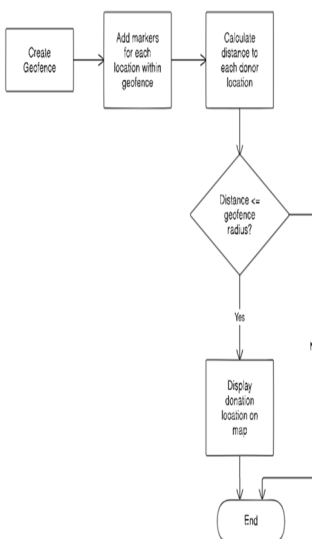 Create
Geofence
Add markers
for each
location within
geofence
Calculate
distance to
each donor
location
Distance <=
geofence
radius?
Yes
Display
donation
location on
map
End